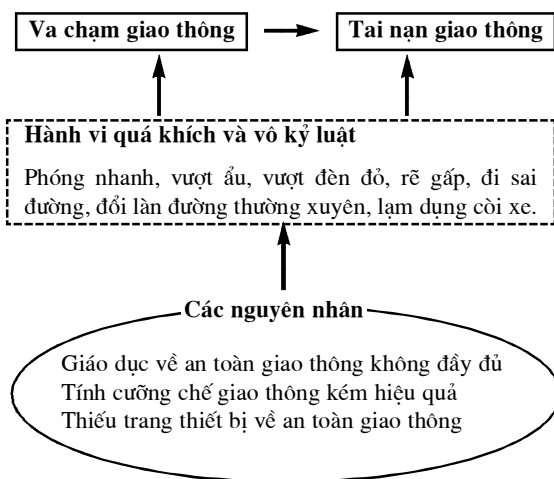 Va chạm giao thông
Tai nạn giao thông
Hành vi quá khích và vô kỷ luật
Phóng nhanh, vượt ẩu, vượt đèn đỏ, rẽ gấp, đi sai
đường, đổi làn đường thường xuyên, lạm dụng còi xe.
Các nguyên nhân
Giáo dục về an toàn giao thông không đầy đủ
Tính cưỡng chế giao thông kém hiệu quả
Thiếu trang thiết bị về an toàn giao thông